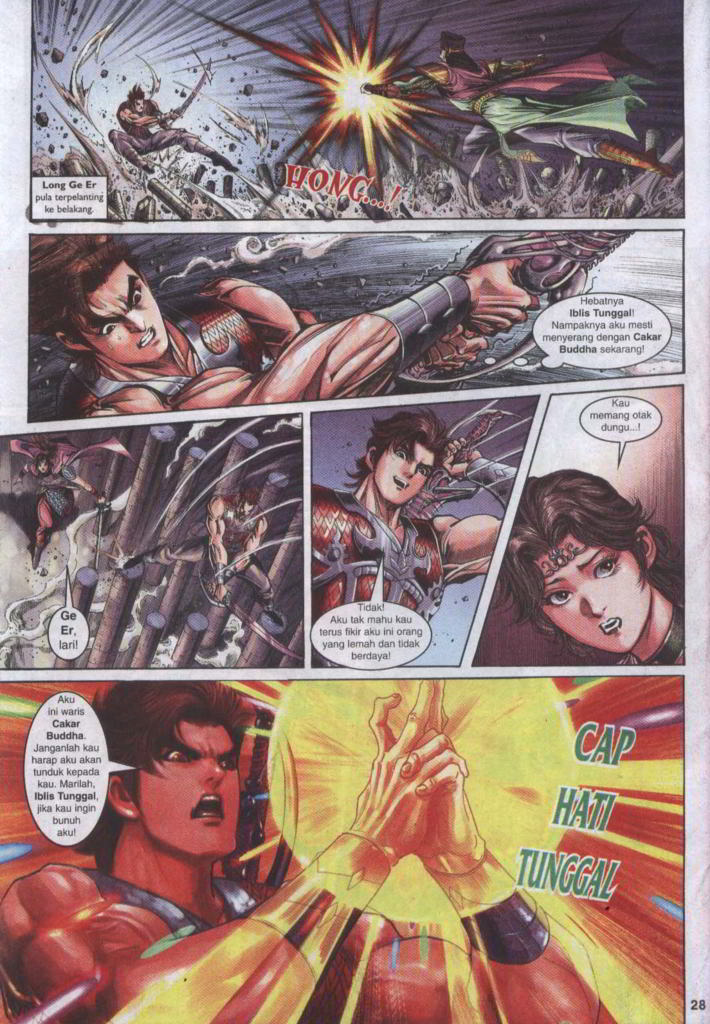 HONG...!
Long Ge Er
pula terpelanting
ke belakang.
Hebatnya
Iblis Tunggal!
Nampaknya aku mesti
menyerang dengan Cakar
Buddha sekarang!
Ge
Er,
lari!
Tidak!
Aku tak mahu kau
terus fikir aku ini orang
yang lemah dan tidak
berdaya!
Kau
memang otak
dungu...!
Aku
ini waris
Cakar
Buddha.
Janganlah kau
harap aku akan
tunduk kepada
kau. Marilah,
Iblis Tunggal,
jika kau ingin
bunuh
aku!
CAP
HATI
TUNGGAL
28